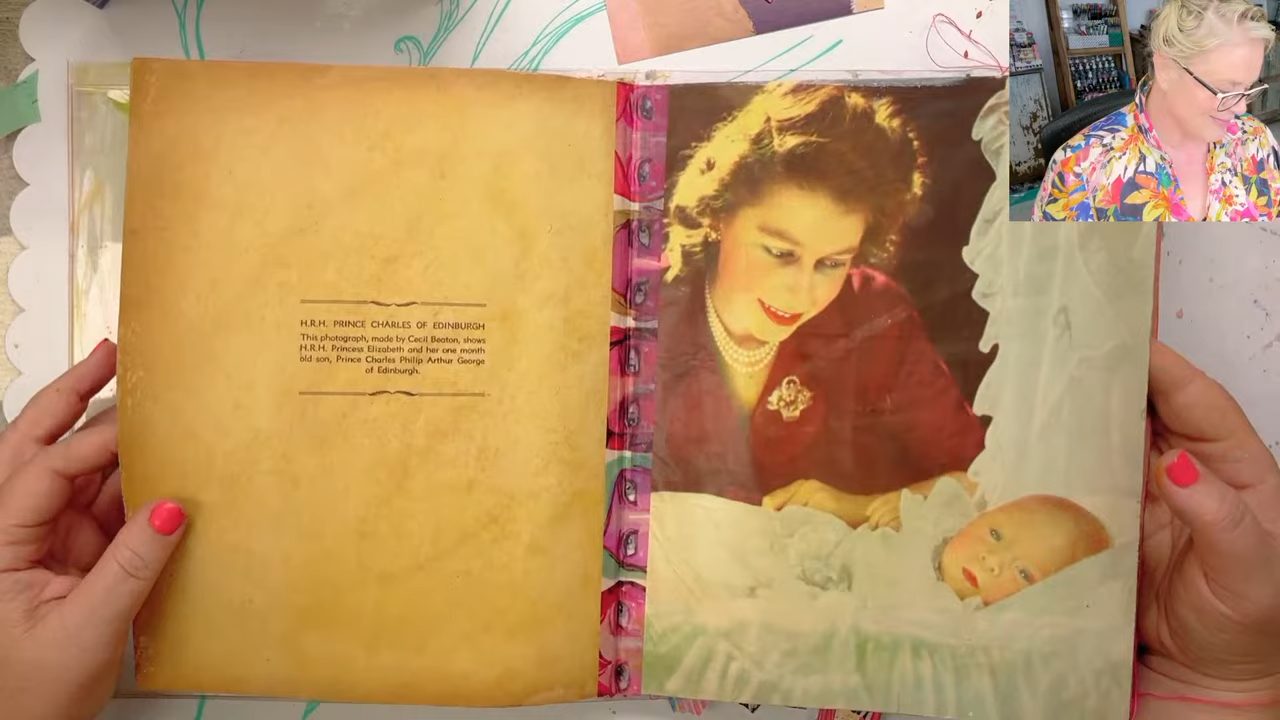 H.R.H. PRINCE CHARLES OF EDINBURGH
This photograph, made by Cecil Beaton, shows
H.R.H. Princess Elizabeth and her one month
old son, Prince Charles Philip Arthur George
of Edinburgh.